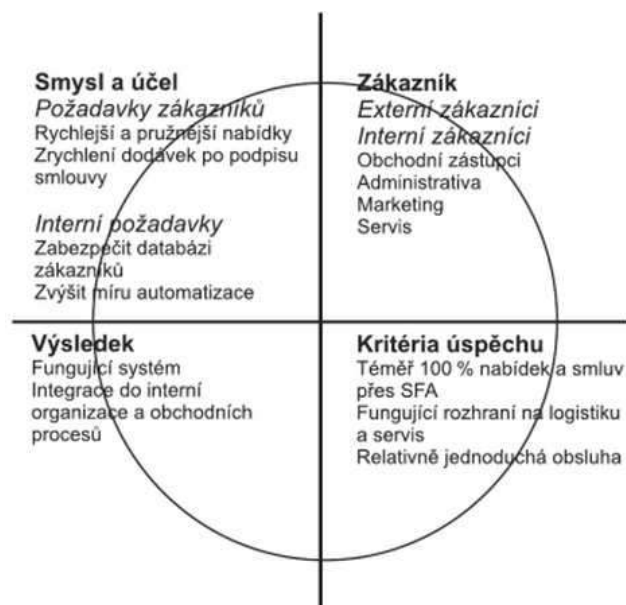 Smysl a účel
Požadavky zákazníků
Rychlejší a pružnější nabídky
Zrychlení dodávek po podpisu
smlouvy
Interní požadavky
Zabezpečit databázi
zákazníků
Zvýšit míru automatizace
Zákazník
Externí zákazníci
Interní zákazníci
Obchodní zástupci
Administrativa
Marketing
Servis
Výsledek
Fungující systém
Integrace do interní
organizace a obchodních
procesů
Kritéria úspěchu
Téměř 100 % nabídek a smluv
přes SFA
Fungující rozhraní na logistiku
a servis
Relativně jednoduchá obsluha